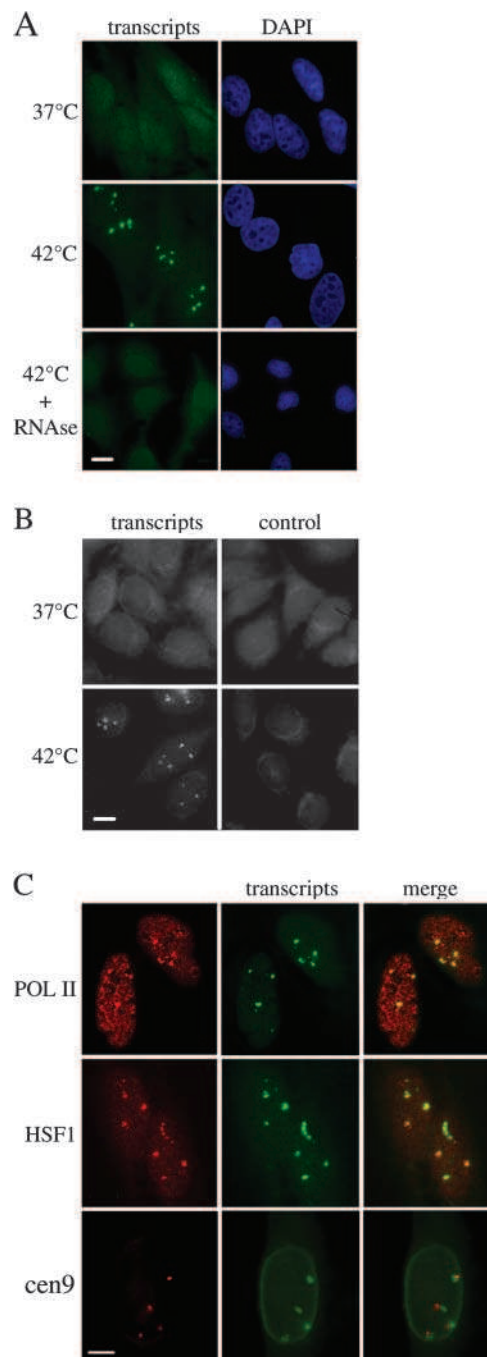 A
transcripts DAPI
37°C
42°C
42°C
+
RNAse
B
transcripts control
37°C
42°C
C
transcripts merge
POL II
HSF1
cen9